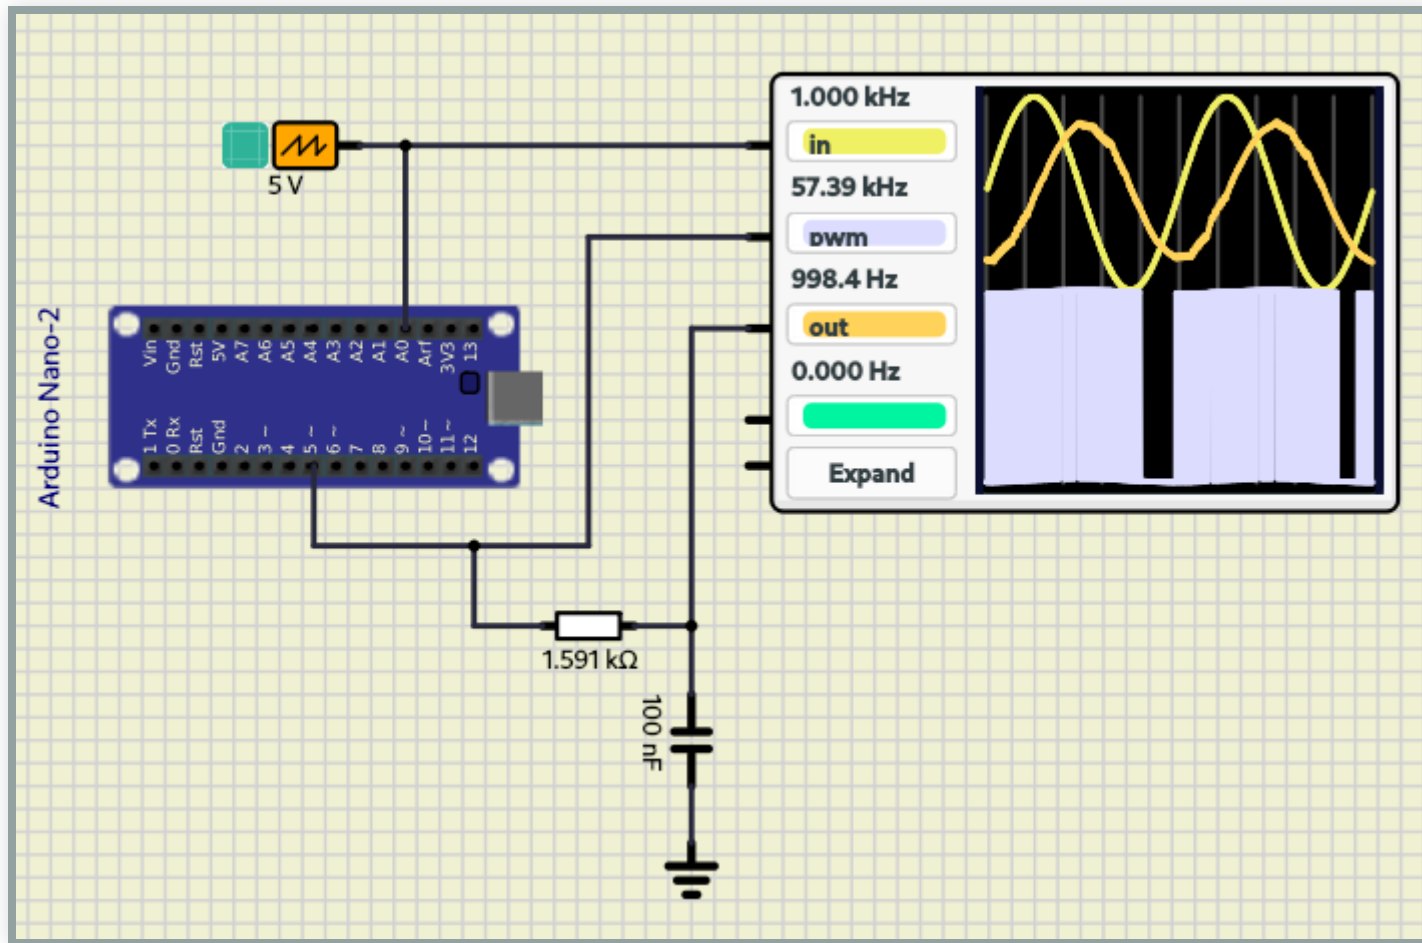 1.000 kHz
in
5 V
57.39 kHz
pwm
998.4 Hz
out
0.000 Hz
Expand
Arduino Nano-2
Vin Gnd Rst 5V A7 A6 A5 A4 A3 A2 A1 A0 Arf 3V3 13
1 Tx 0 Rx Rst Gnd 2 3 ~ 4 5 ~ 6 ~ 7 8 9 ~ 10~ 11~ 12
1.591 kΩ
100 nF